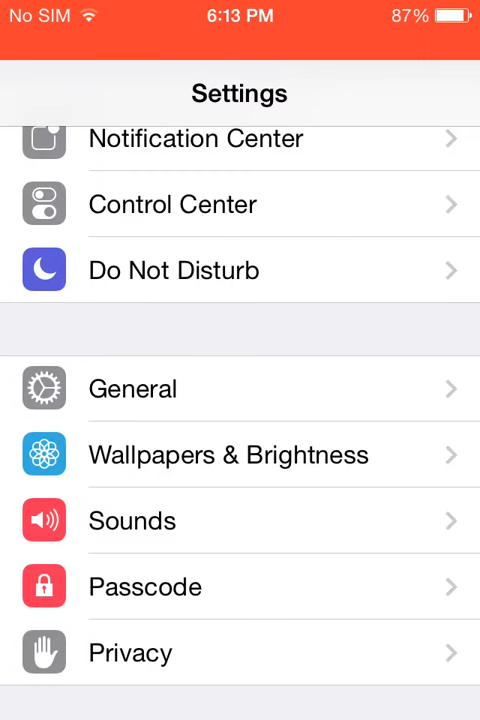 No SIM 6:13 PM 87%
Settings
Notification Center
Control Center
Do Not Disturb
General
Wallpapers & Brightness
Sounds
Passcode
Privacy